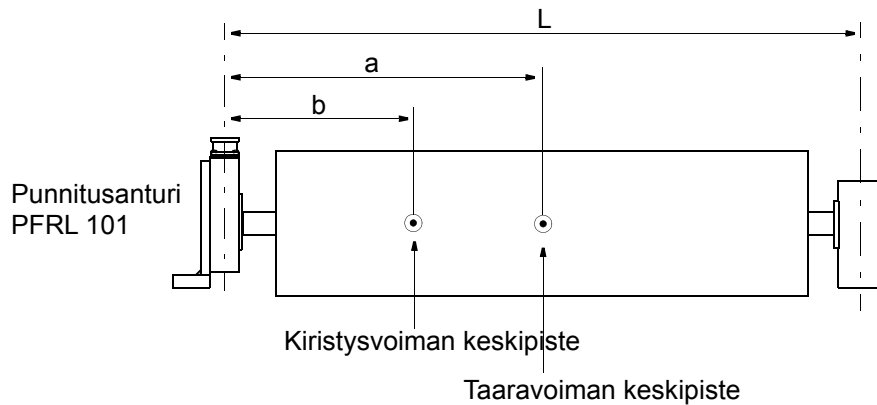 L
a
b
Punnitusanturi
PFRL 101
Kiristysvoiman keskipiste
Taaravoiman keskipiste